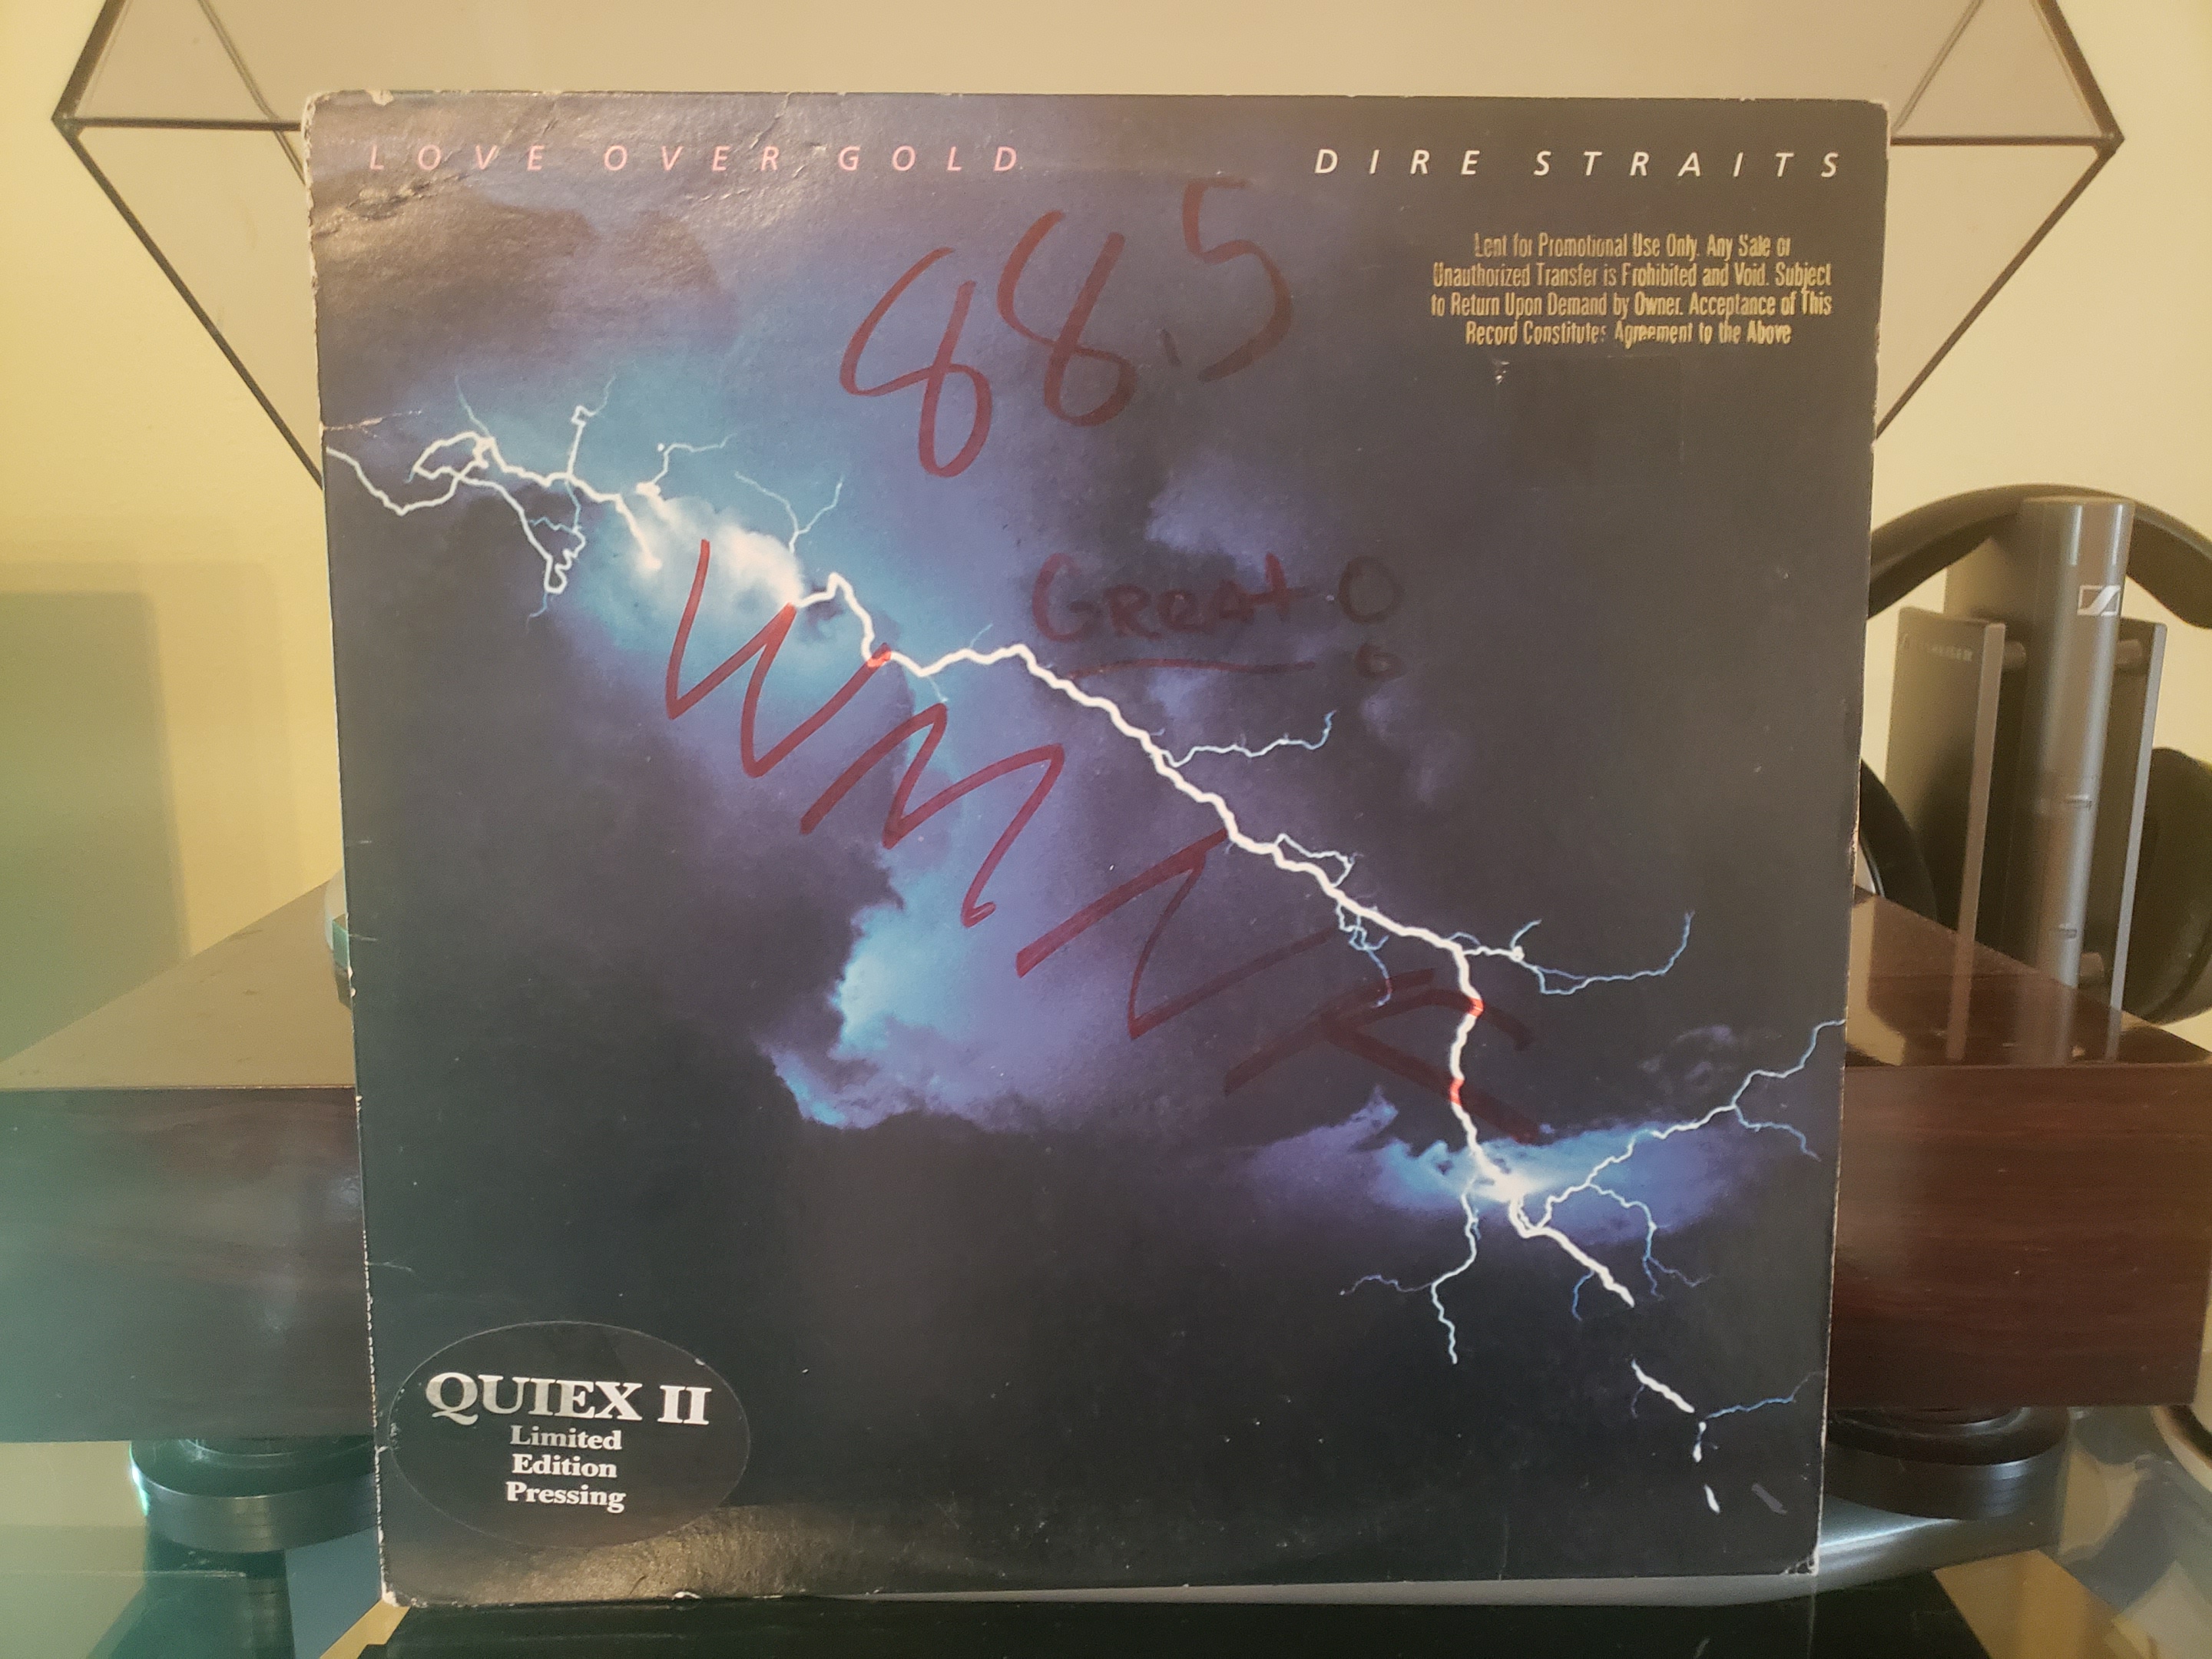 LOVE OVER GOLD
DIRE STRAITS
Lent for Promotional Use Only. Any Sale or
Unauthorized Transfer is Prohibited and Void. Subject
to Return Upon Demand by Owner. Acceptance of This
Record Constitutes Agreement to the Above
88.5
GRRAt!
WMNR
QUIEX II
Limited
Edition
Pressing